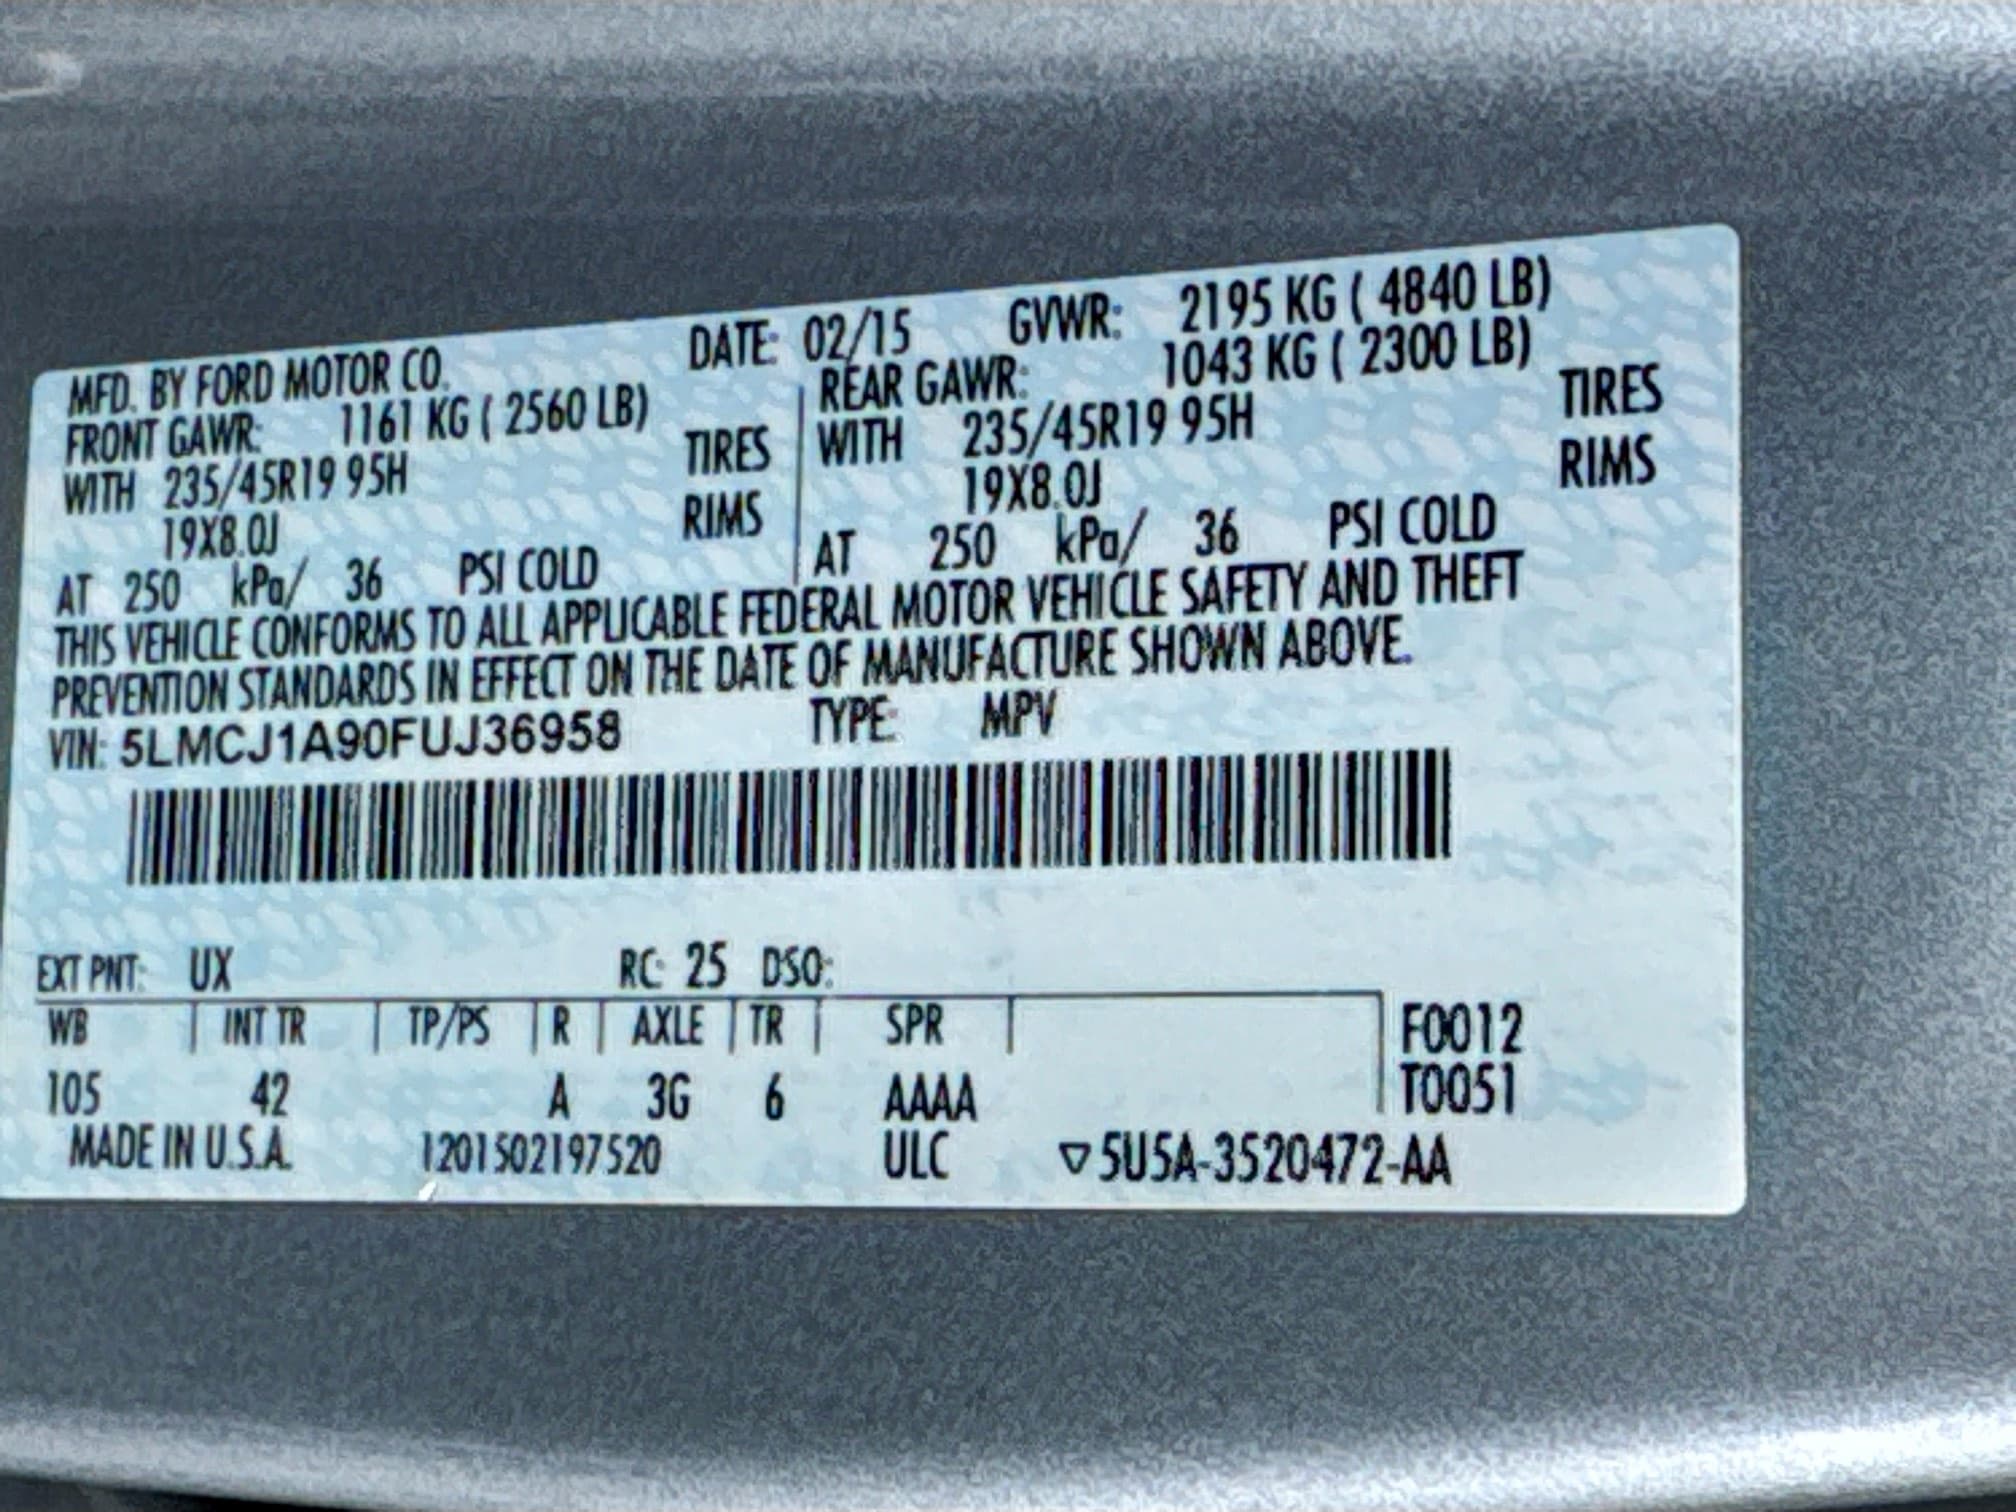 MFD. BY FORD MOTOR CO. DATE: 02/15 GVWR: 2195 KG ( 4840 LB)
FRONT GAWR: 1161 KG ( 2560 LB) REAR GAWR: 1043 KG ( 2300 LB)
WITH 235/45R19 95H TIRES WITH 235/45R19 95H TIRES
19X8.0J RIMS 19X8.0J RIMS
AT 250 kPa/ 36 PSI COLD AT 250 kPa/ 36 PSI COLD
THIS VEHICLE CONFORMS TO ALL APPLICABLE FEDERAL MOTOR VEHICLE SAFETY AND THEFT
PREVENTION STANDARDS IN EFFECT ON THE DATE OF MANUFACTURE SHOWN ABOVE.
VIN: 5LMCJ1A90FUJ36958 TYPE: MPV
EXT PNT: UX RC: 25 DSO:
WB INT TR TP/PS R AXLE TR SPR F0012
105 42 A 3G 6 AAAA T0051
MADE IN U.S.A. 1201502197520 ULC ▽5U5A-3520472-AA